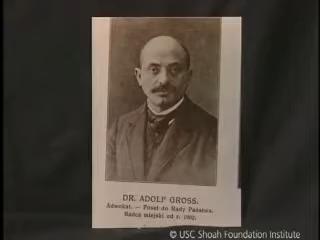 DR. ADOLF GROSS.
Adwokat. — Poseł do Rady Państwa.
Radca miejski od r. 1902.
© USC Shoah Foundation Institute